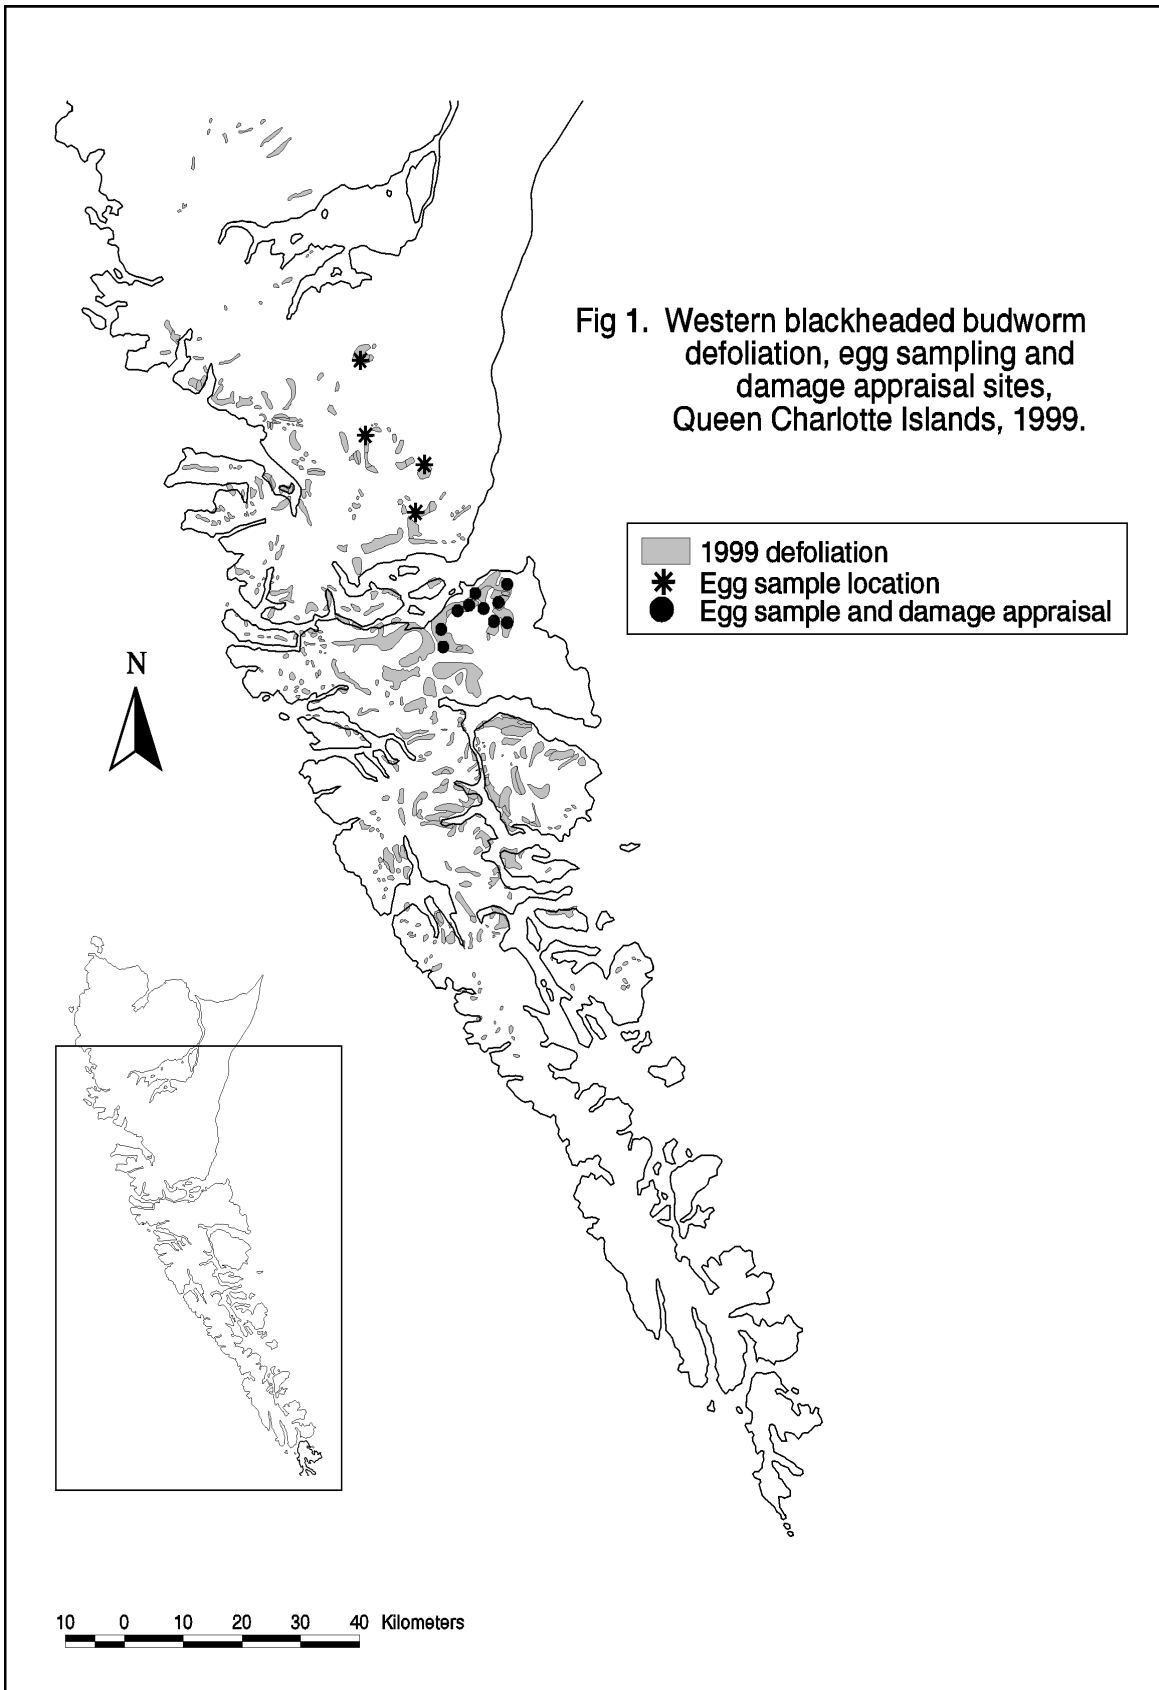 Fig 1. Western blackheaded budworm
defoliation, egg sampling and
damage appraisal sites,
Queen Charlotte Islands, 1999.
1999 defoliation
Egg sample location
Egg sample and damage appraisal
N
10 0 10 20 30 40 Kilometers